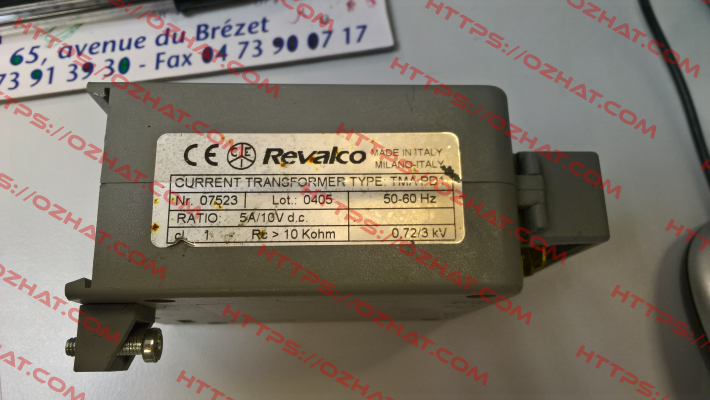 65, avenue du Brézet
73 91 39 30 - Fax 04 73 90 07 17
CE Revalco MADE IN ITALY
MILANO-ITALY
CURRENT TRANSFORMER TYPE: TMA PD1
Nr. 07523 Lot.: 0405 50-60 Hz
RATIO: 5A/10V d.c.
cl. 1 Rc > 10 Kohm 0,72/3 kV
HTTPS://OZHAT.COM